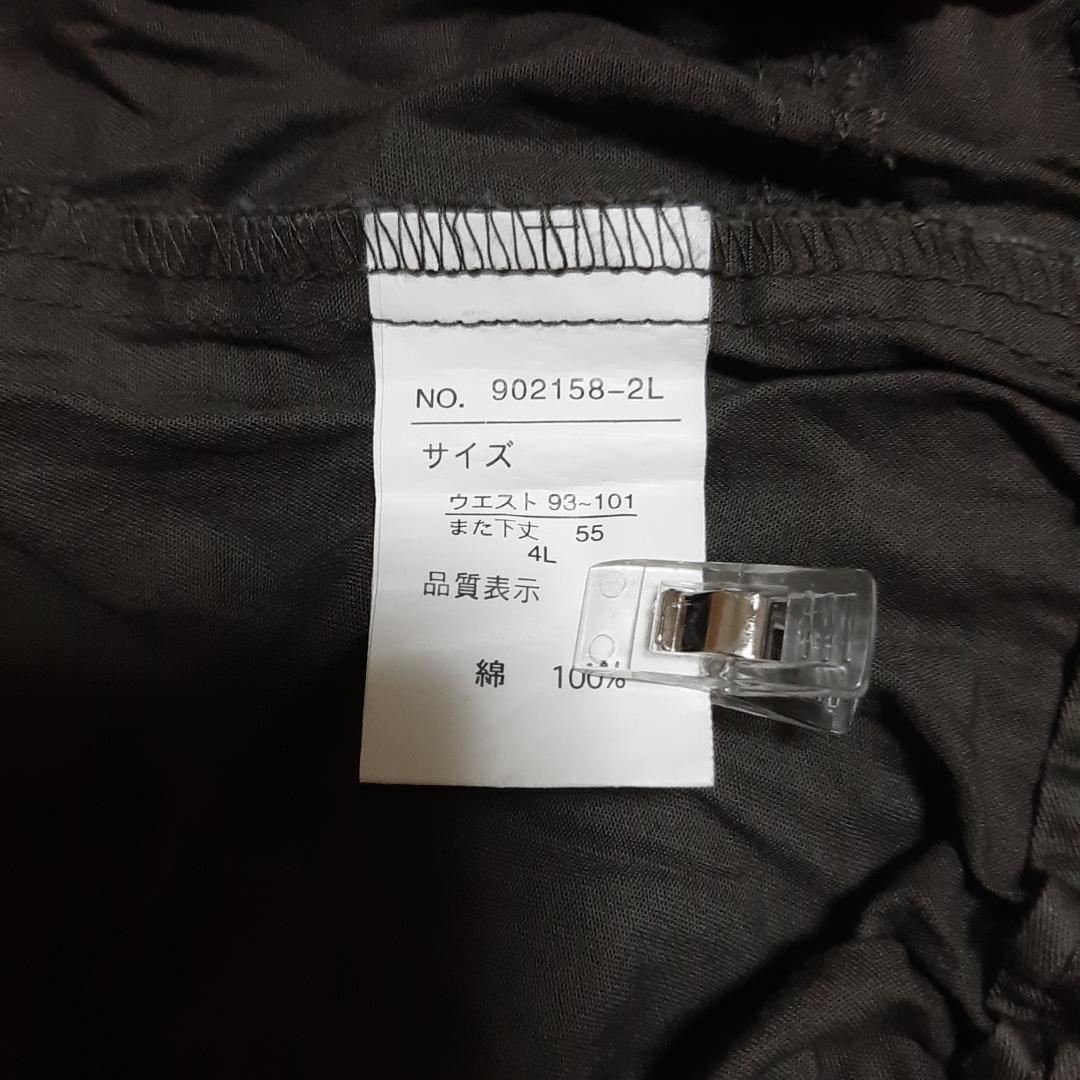 NO. 902158-2L
サイズ
ウエスト 93~101
また下丈 55
4L
品質表示
綿 100%